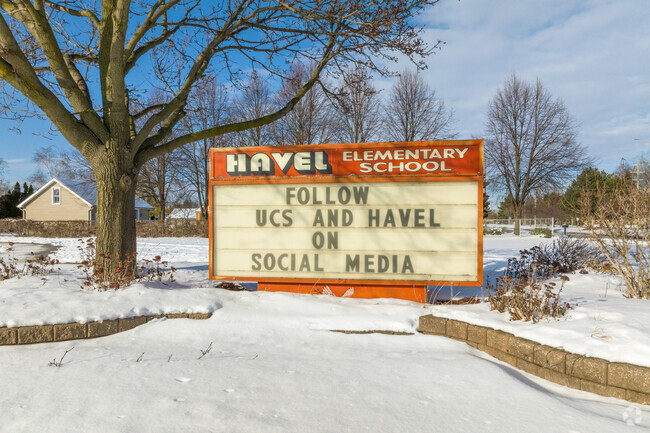 HAVEL ELEMENTARY SCHOOL
FOLLOW
UCS AND HAVEL
ON
SOCIAL MEDIA